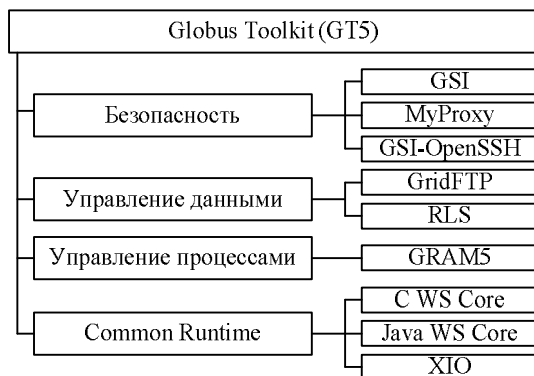 Globus Toolkit (GT5)
Безопасность
GSI
MyProxy
GSI-OpenSSH
Управление данными
GridFTP
RLS
Управление процессами
GRAM5
Common Runtime
C WS Core
Java WS Core
XIO